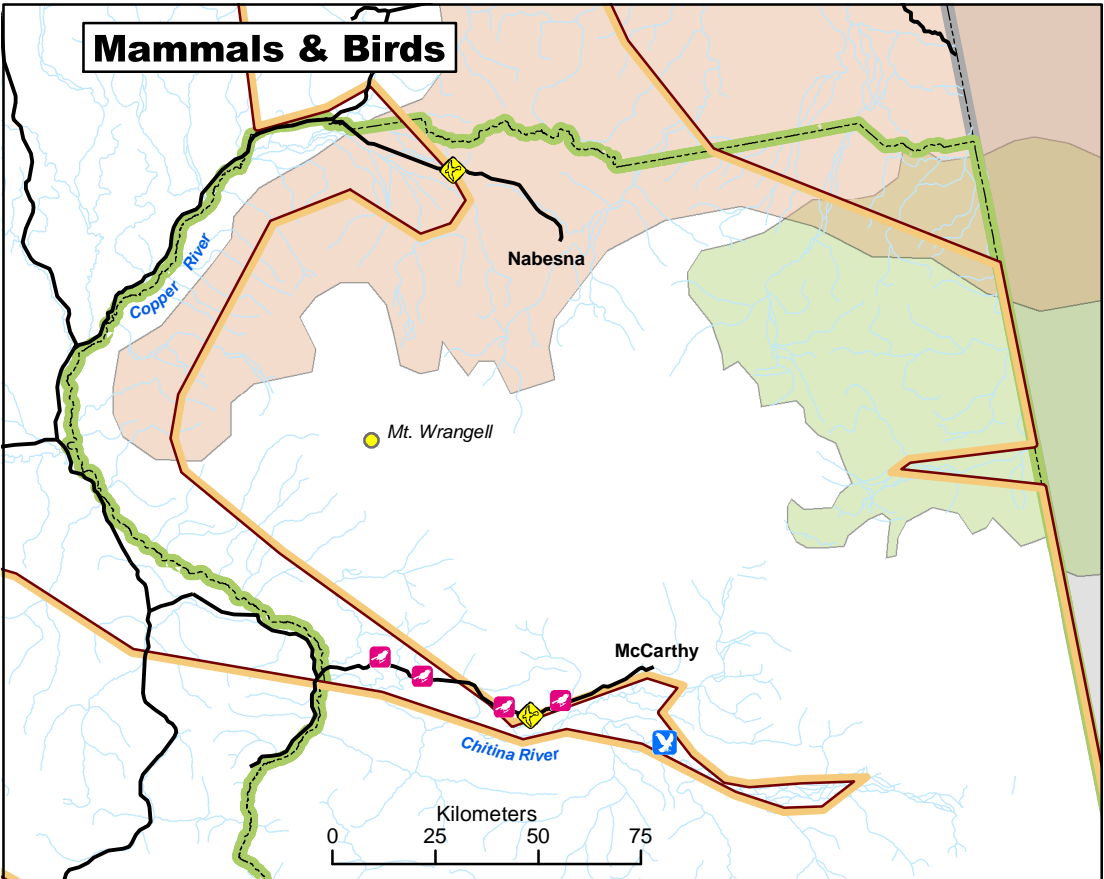 Mammals & Birds
Copper River
Nabesna
Mt. Wrangell
McCarthy
Chitina River
Kilometers
0 25 50 75